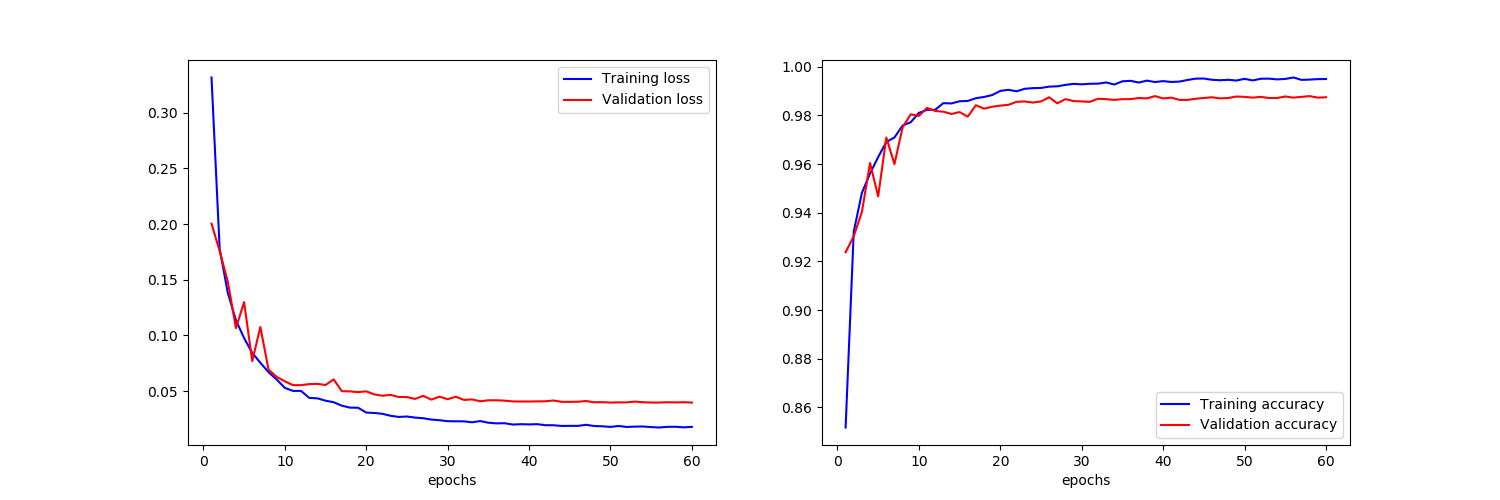 Training loss
Validation loss
0.30
0.25
0.20
0.15
0.10
0.05
0 10 20 30 40 50 60
epochs
1.00
0.98
0.96
0.94
0.92
0.90
0.88
0.86
Training accuracy
Validation accuracy
0 10 20 30 40 50 60
epochs